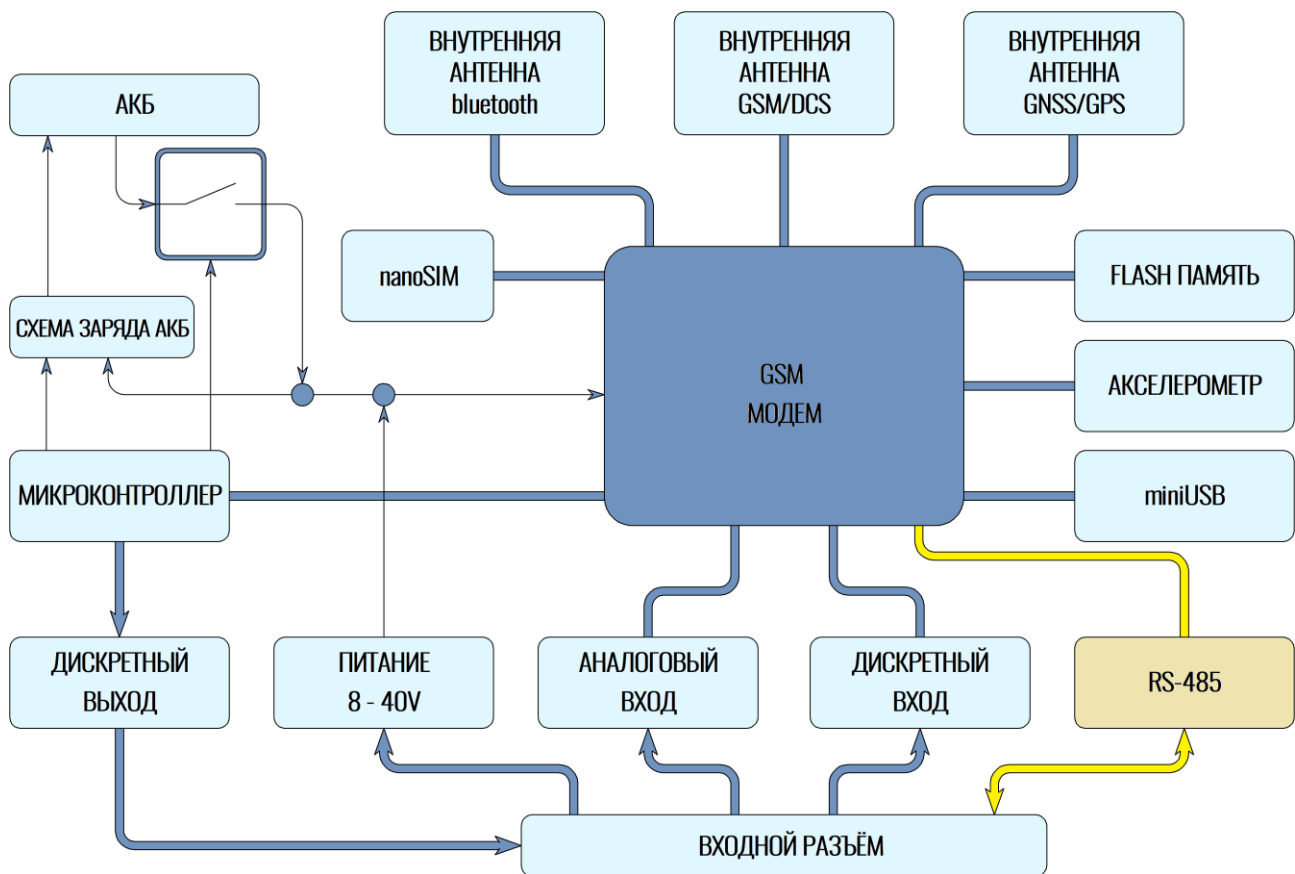 ВНУТРЕННЯЯ
АНТЕННА
bluetooth
ВНУТРЕННЯЯ
АНТЕННА
GSM/DCS
ВНУТРЕННЯЯ
АНТЕННА
GNSS/GPS
АКБ
nanoSIM
FLASH ПАМЯТЬ
СХЕМА ЗАРЯДА АКБ
GSM
МОДЕМ
АКСЕЛЕРОМЕТР
МИКРОКОНТРОЛЛЕР
miniUSB
ДИСКРЕТНЫЙ
ВЫХОД
ПИТАНИЕ
8 - 40V
АНАЛОГОВЫЙ
ВХОД
ДИСКРЕТНЫЙ
ВХОД
RS-485
ВХОДНОЙ РАЗЪЁМ